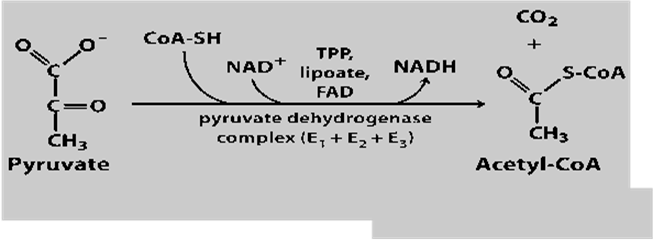 CO₂
+
O
O⁻
C
C=O
CH₃
Pyruvate
CoA-SH
NAD⁺
TPP,
lipoate,
FAD
NADH
pyruvate dehydrogenase
complex (E₁ + E₂ + E₃)
O
S-CoA
C
CH₃
Acetyl-CoA